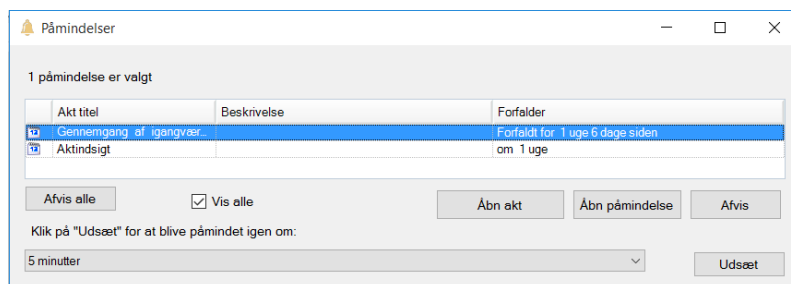 Påmindelser
1 påmindelse er valgt
Akt titel Beskrivelse Forfalder
12 Gennemgang af igangvær... Forfaldt for 1 uge 6 dage siden
12 Aktindsigt om 1 uge
Afvis alle Vis alle Åbn akt Åbn påmindelse Afvis
Klik på "Udsæt" for at blive påmindet igen om:
5 minutter Udsæt